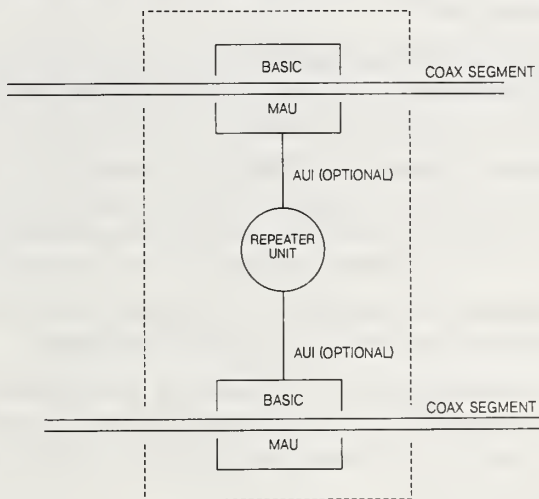 BASIC
COAX SEGMENT
MAU
AUI (OPTIONAL)
REPEATER
UNIT
AUI (OPTIONAL)
BASIC
COAX SEGMENT
MAU